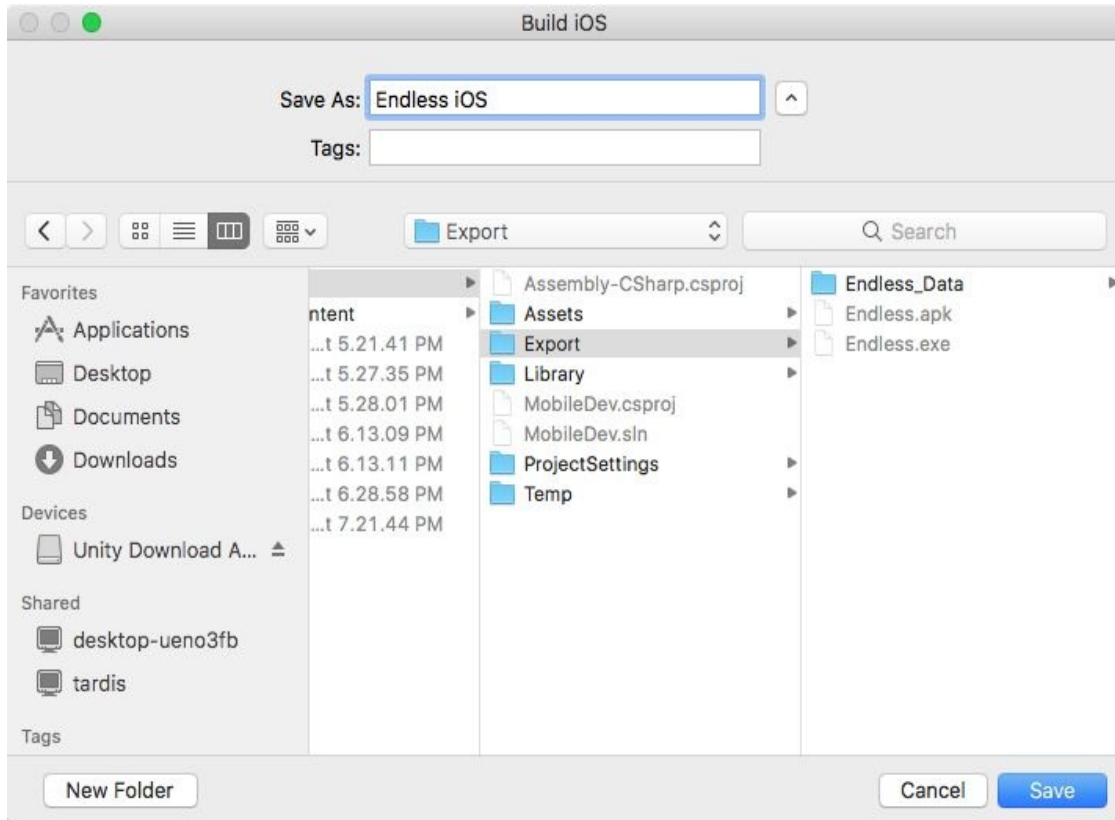 Build iOS
Save As: Endless iOS
Tags:
Export
Search
Favorites
Applications
Desktop
Documents
Downloads
Devices
Unity Download A...
Shared
desktop-ueno3fb
tardis
Tags
ntent
...t 5.21.41 PM
...t 5.27.35 PM
...t 5.28.01 PM
...t 6.13.09 PM
...t 6.13.11 PM
...t 6.28.58 PM
...t 7.21.44 PM
Assembly-CSharp.csproj
Assets
Export
Library
MobileDev.csproj
MobileDev.sln
ProjectSettings
Temp
Endless_Data
Endless.apk
Endless.exe
New Folder
Cancel
Save